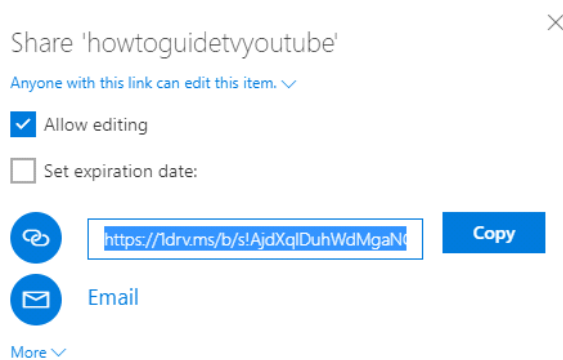 Share 'howtoguidetvyoutube'
Anyone with this link can edit this item.
Allow editing
Set expiration date:
https://1drv.ms/b/s!AjdXqIDuhWdMgaN
Copy
Email
More